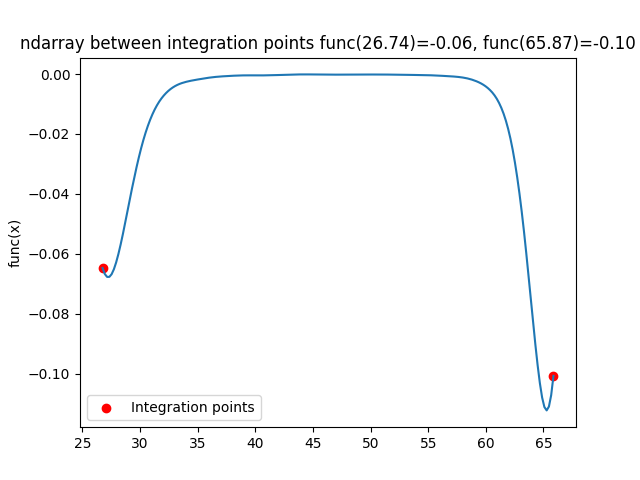 ndarray between integration points func(26.74)=-0.06, func(65.87)=-0.10
0.00
−0.02
−0.04
−0.06
−0.08
−0.10
func(x)
Integration points
25 30 35 40 45 50 55 60 65